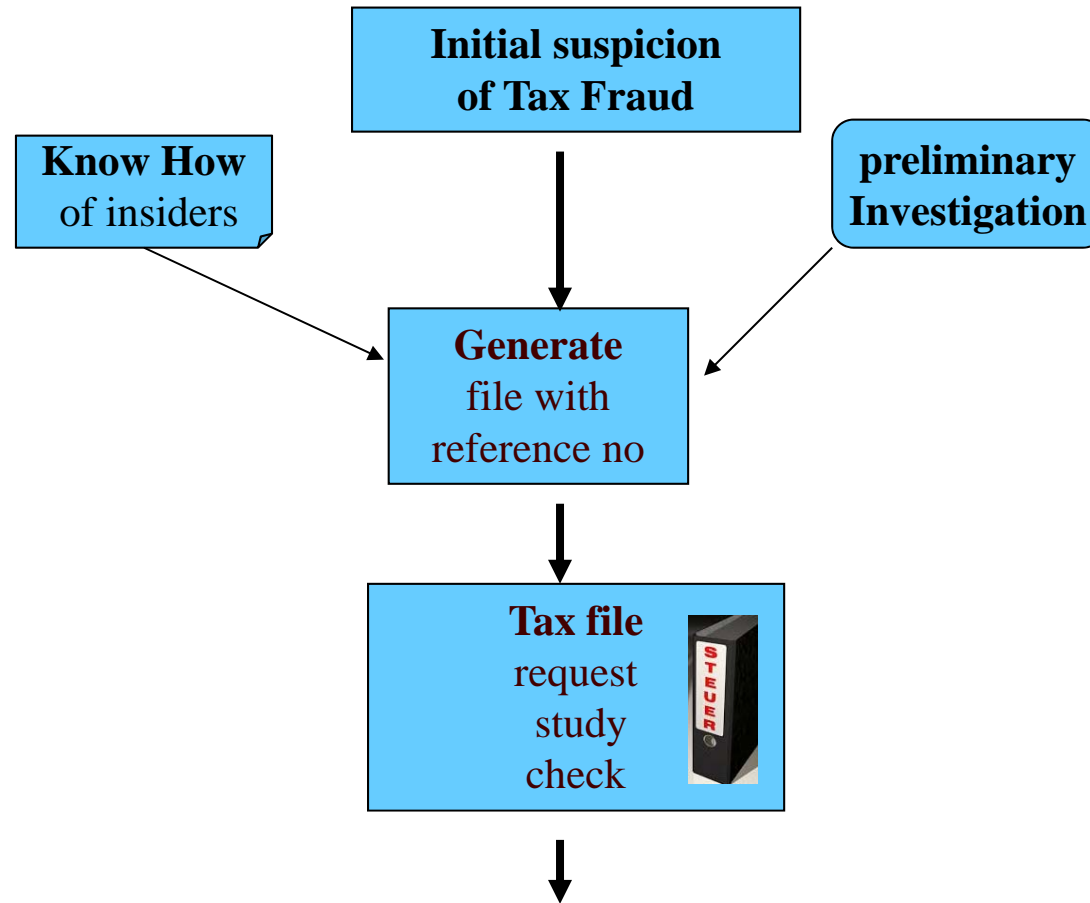 Initial suspicion
of Tax Fraud
Know How
of insiders
preliminary
Investigation
Generate
file with
reference no
Tax file
request
study
check
STEUER